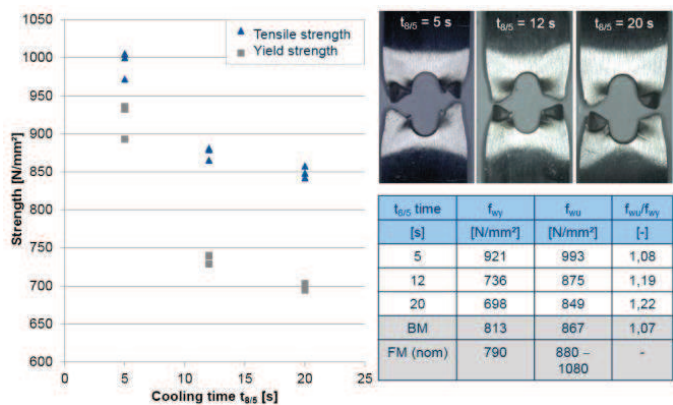 1050
1000
950
900
850
800
750
700
650
600
Strength [N/mm²]
Tensile strength
Yield strength
0 5 10 15 20 25
Cooling time t8/5 [s]
t8/5 = 5 s
t8/5 = 12 s
t8/5 = 20 s
t8/5 time fwy fwu fwu/fwy
[s] [N/mm²] [N/mm²] [-]
5 921 993 1,08
12 736 875 1,19
20 698 849 1,22
BM 813 867 1,07
FM (nom) 790 880 – 1080 -